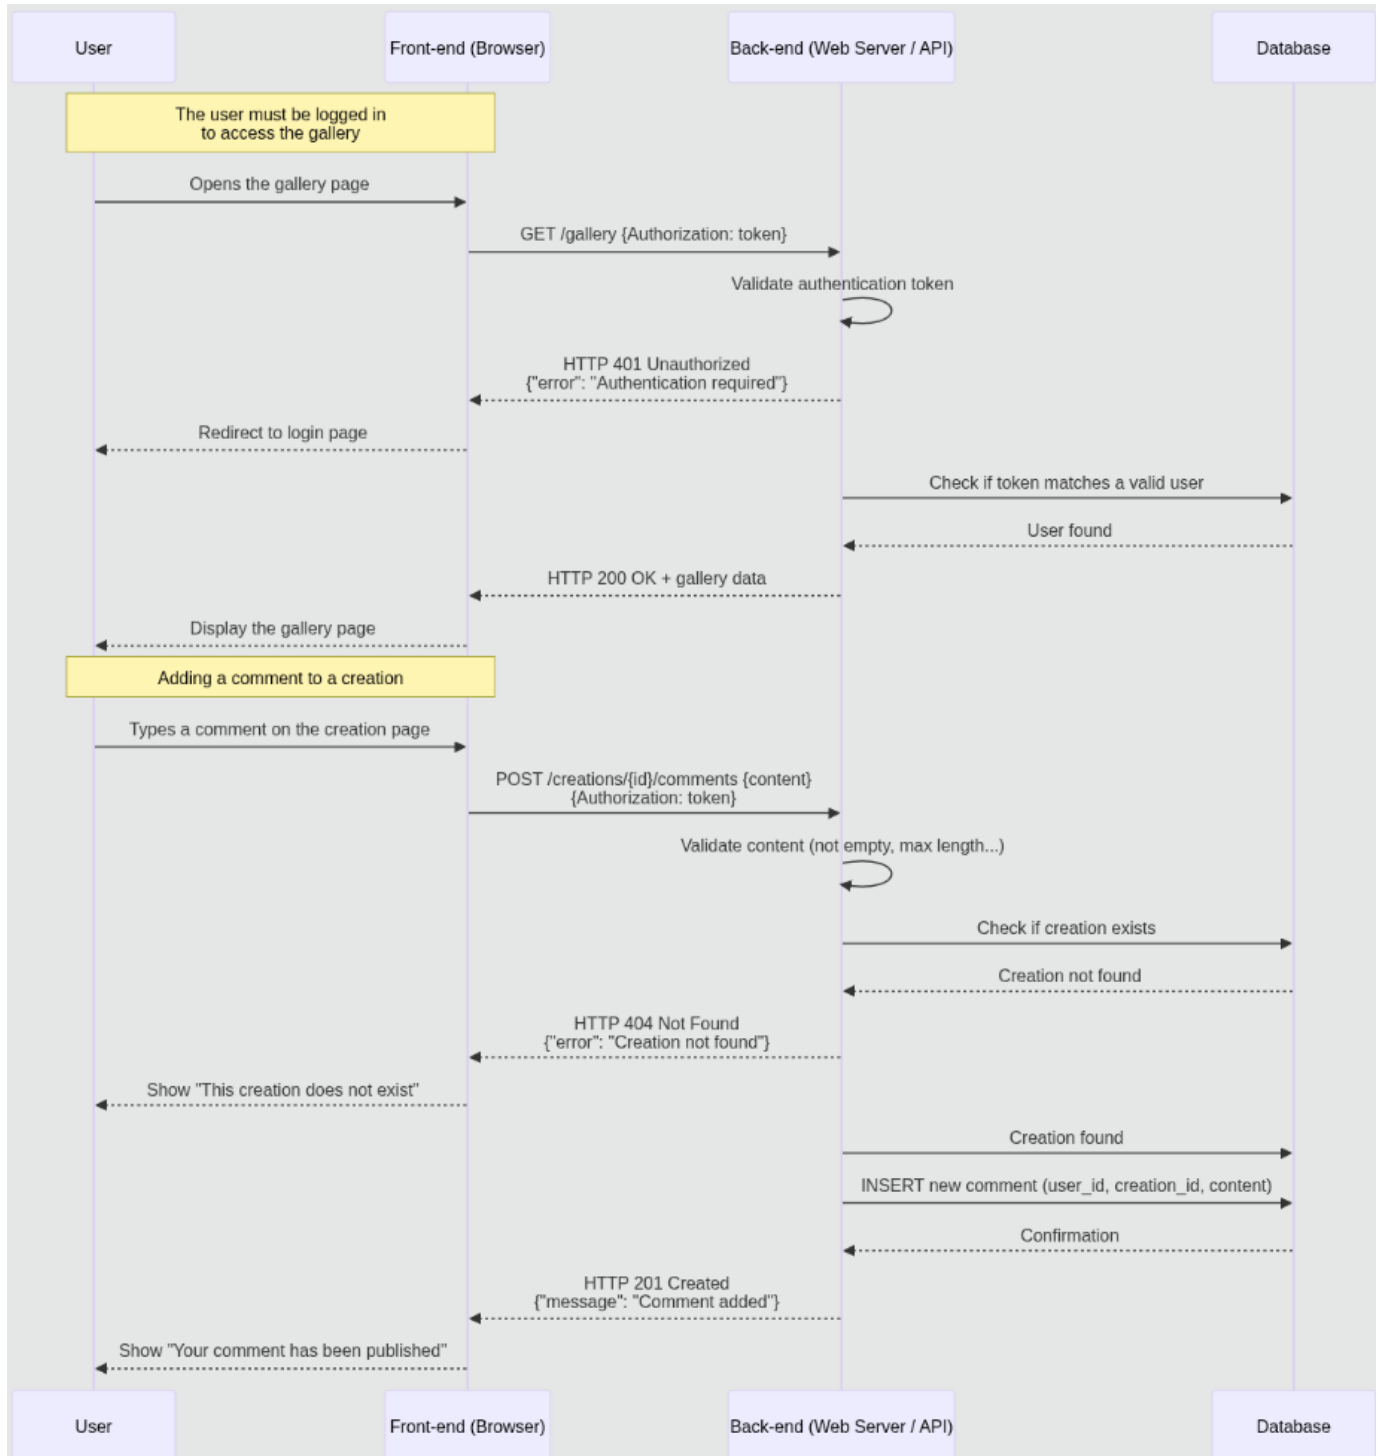 User
Front-end (Browser)
Back-end (Web Server / API)
Database
The user must be logged in
to access the gallery
Opens the gallery page
GET /gallery {Authorization: token}
Validate authentication token
HTTP 401 Unauthorized
{"error": "Authentication required"}
Redirect to login page
Check if token matches a valid user
User found
HTTP 200 OK + gallery data
Display the gallery page
Adding a comment to a creation
Types a comment on the creation page
POST /creations/{id}/comments {content}
{Authorization: token}
Validate content (not empty, max length...)
Check if creation exists
Creation not found
HTTP 404 Not Found
{"error": "Creation not found"}
Show "This creation does not exist"
Creation found
INSERT new comment (user_id, creation_id, content)
Confirmation
HTTP 201 Created
{"message": "Comment added"}
Show "Your comment has been published"
User
Front-end (Browser)
Back-end (Web Server / API)
Database